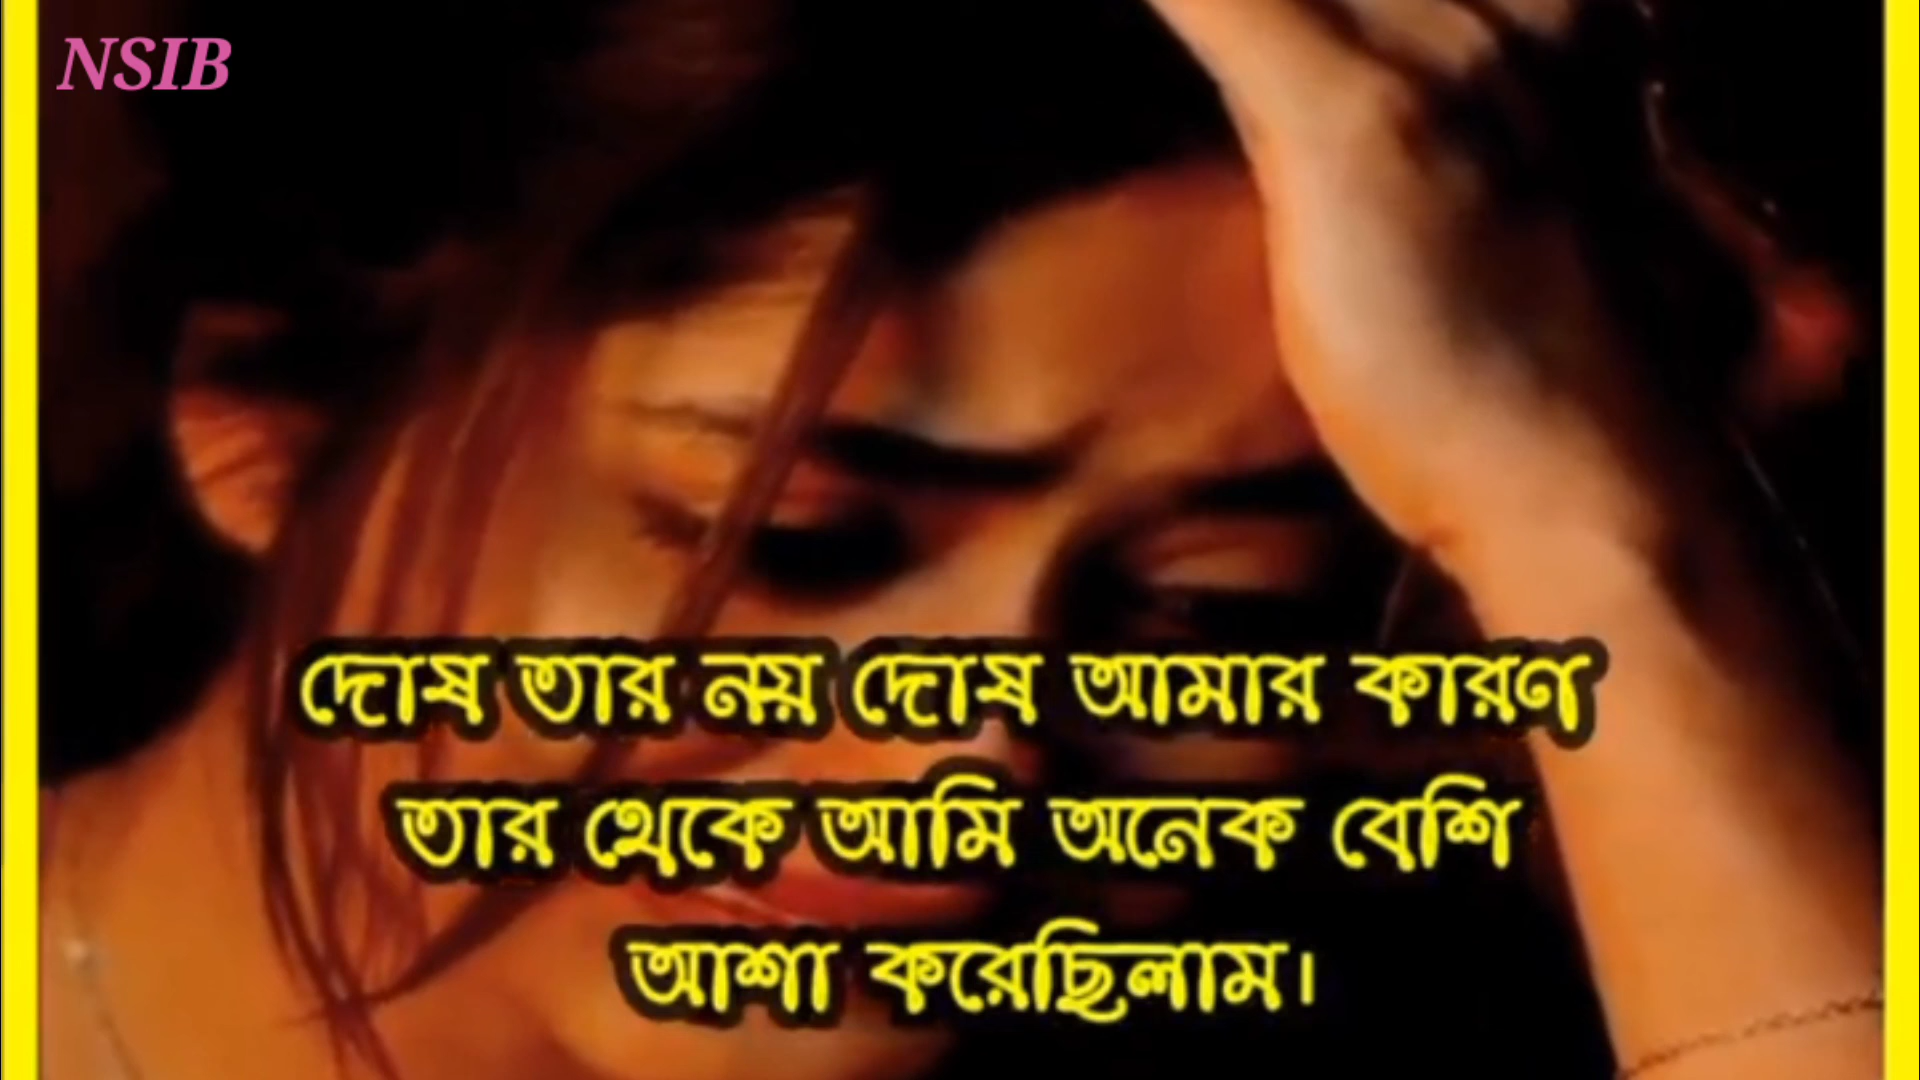 NSIB
দোষ তার নয় দোষ আমার কারণ
তার থেকে আমি অনেক বেশি
আশা করেছিলাম।